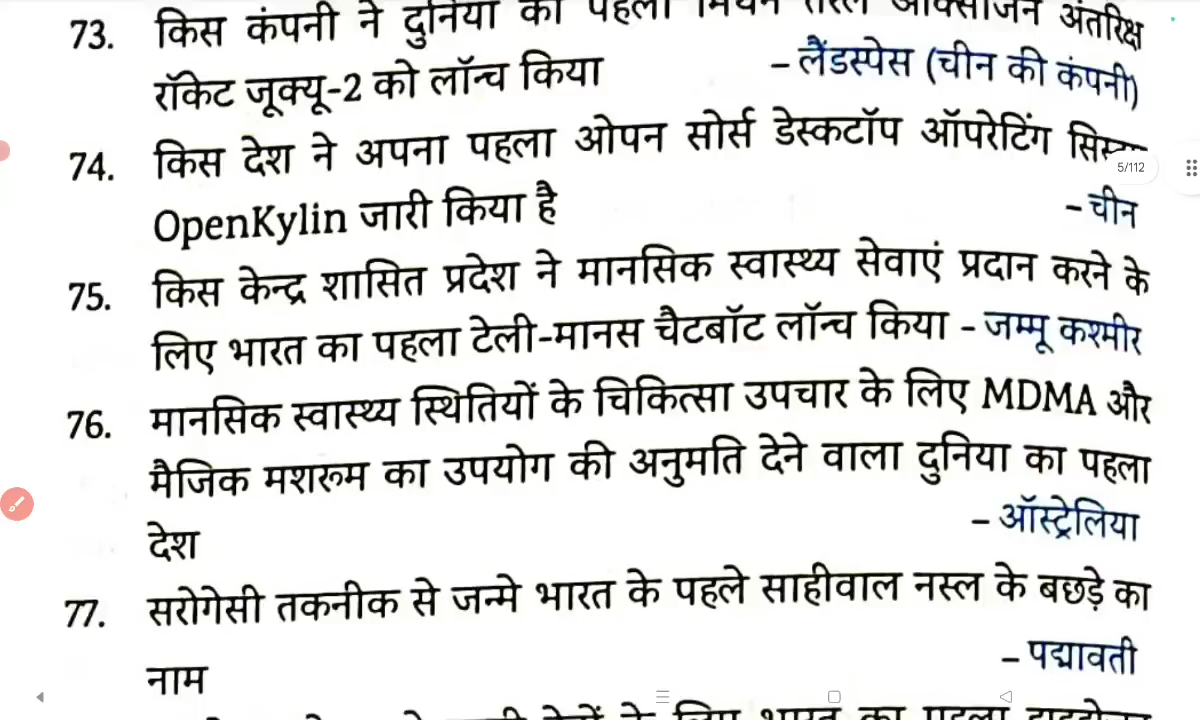 73. किस कंपनी ने दुनिया का पहला मिथेन तरल ऑक्सीजन अंतरिक्ष
रॉकेट जूक्यू-2 को लॉन्च किया – लैंडस्पेस (चीन की कंपनी)
74. किस देश ने अपना पहला ओपन सोर्स डेस्कटॉप ऑपरेटिंग
5/112
OpenKylin जारी किया है – चीन
75. किस केन्द्र शासित प्रदेश ने मानसिक स्वास्थ्य सेवाएं प्रदान करने के
लिए भारत का पहला टेली-मानस चैटबॉट लॉन्च किया – जम्मू कश्मीर
76. मानसिक स्वास्थ्य स्थितियों के चिकित्सा उपचार के लिए MDMA और
मैजिक मशरूम का उपयोग की अनुमति देने वाला दुनिया का पहला
देश – ऑस्ट्रेलिया
77. सरोगेसी तकनीक से जन्मे भारत के पहले साहीवाल नस्ल के बछड़े का
नाम – पद्मावती
के लिए भारत का पहला